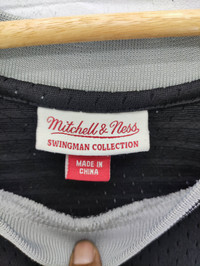 Mitchell & Ness
SWINGMAN COLLECTION
MADE IN
CHINA